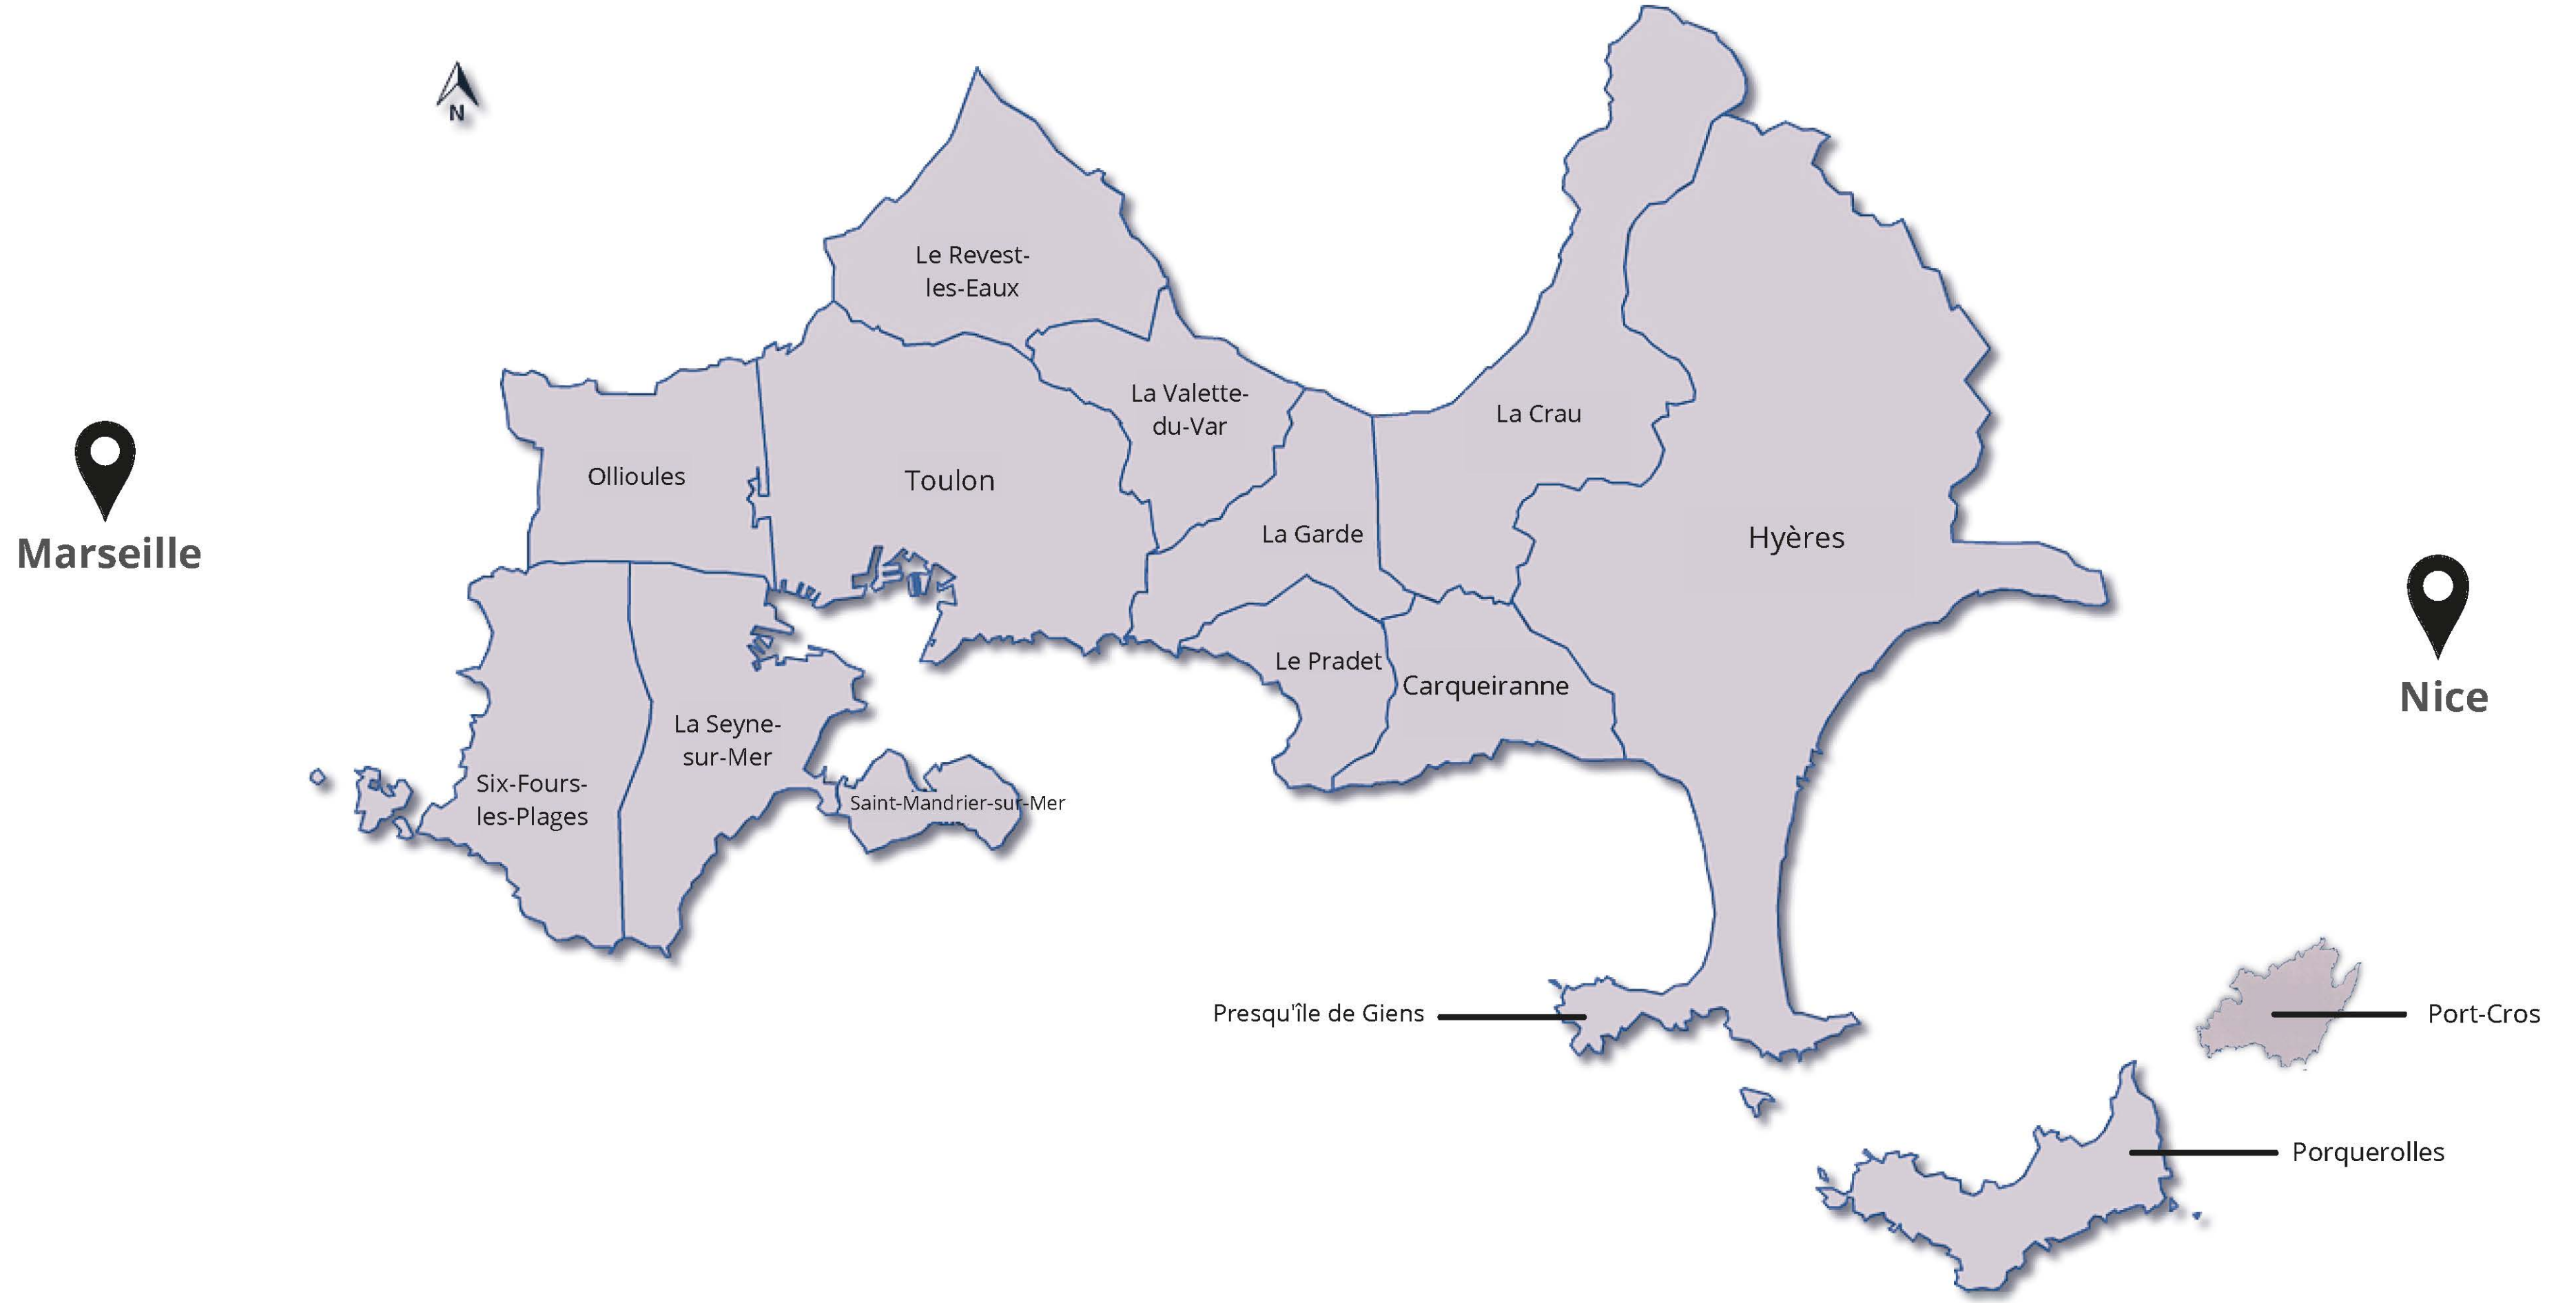 N
Le Revest-
les-Eaux
La Valette-
du-Var
La Crau
Ollioules
Toulon
La Garde
Hyères
Marseille
Nice
Le Pradet
Carqueiranne
La Seyne-
sur-Mer
Six-Fours-
les-Plages
Saint-Mandrier-sur-Mer
Presqu'île de Giens
Port-Cros
Porquerolles